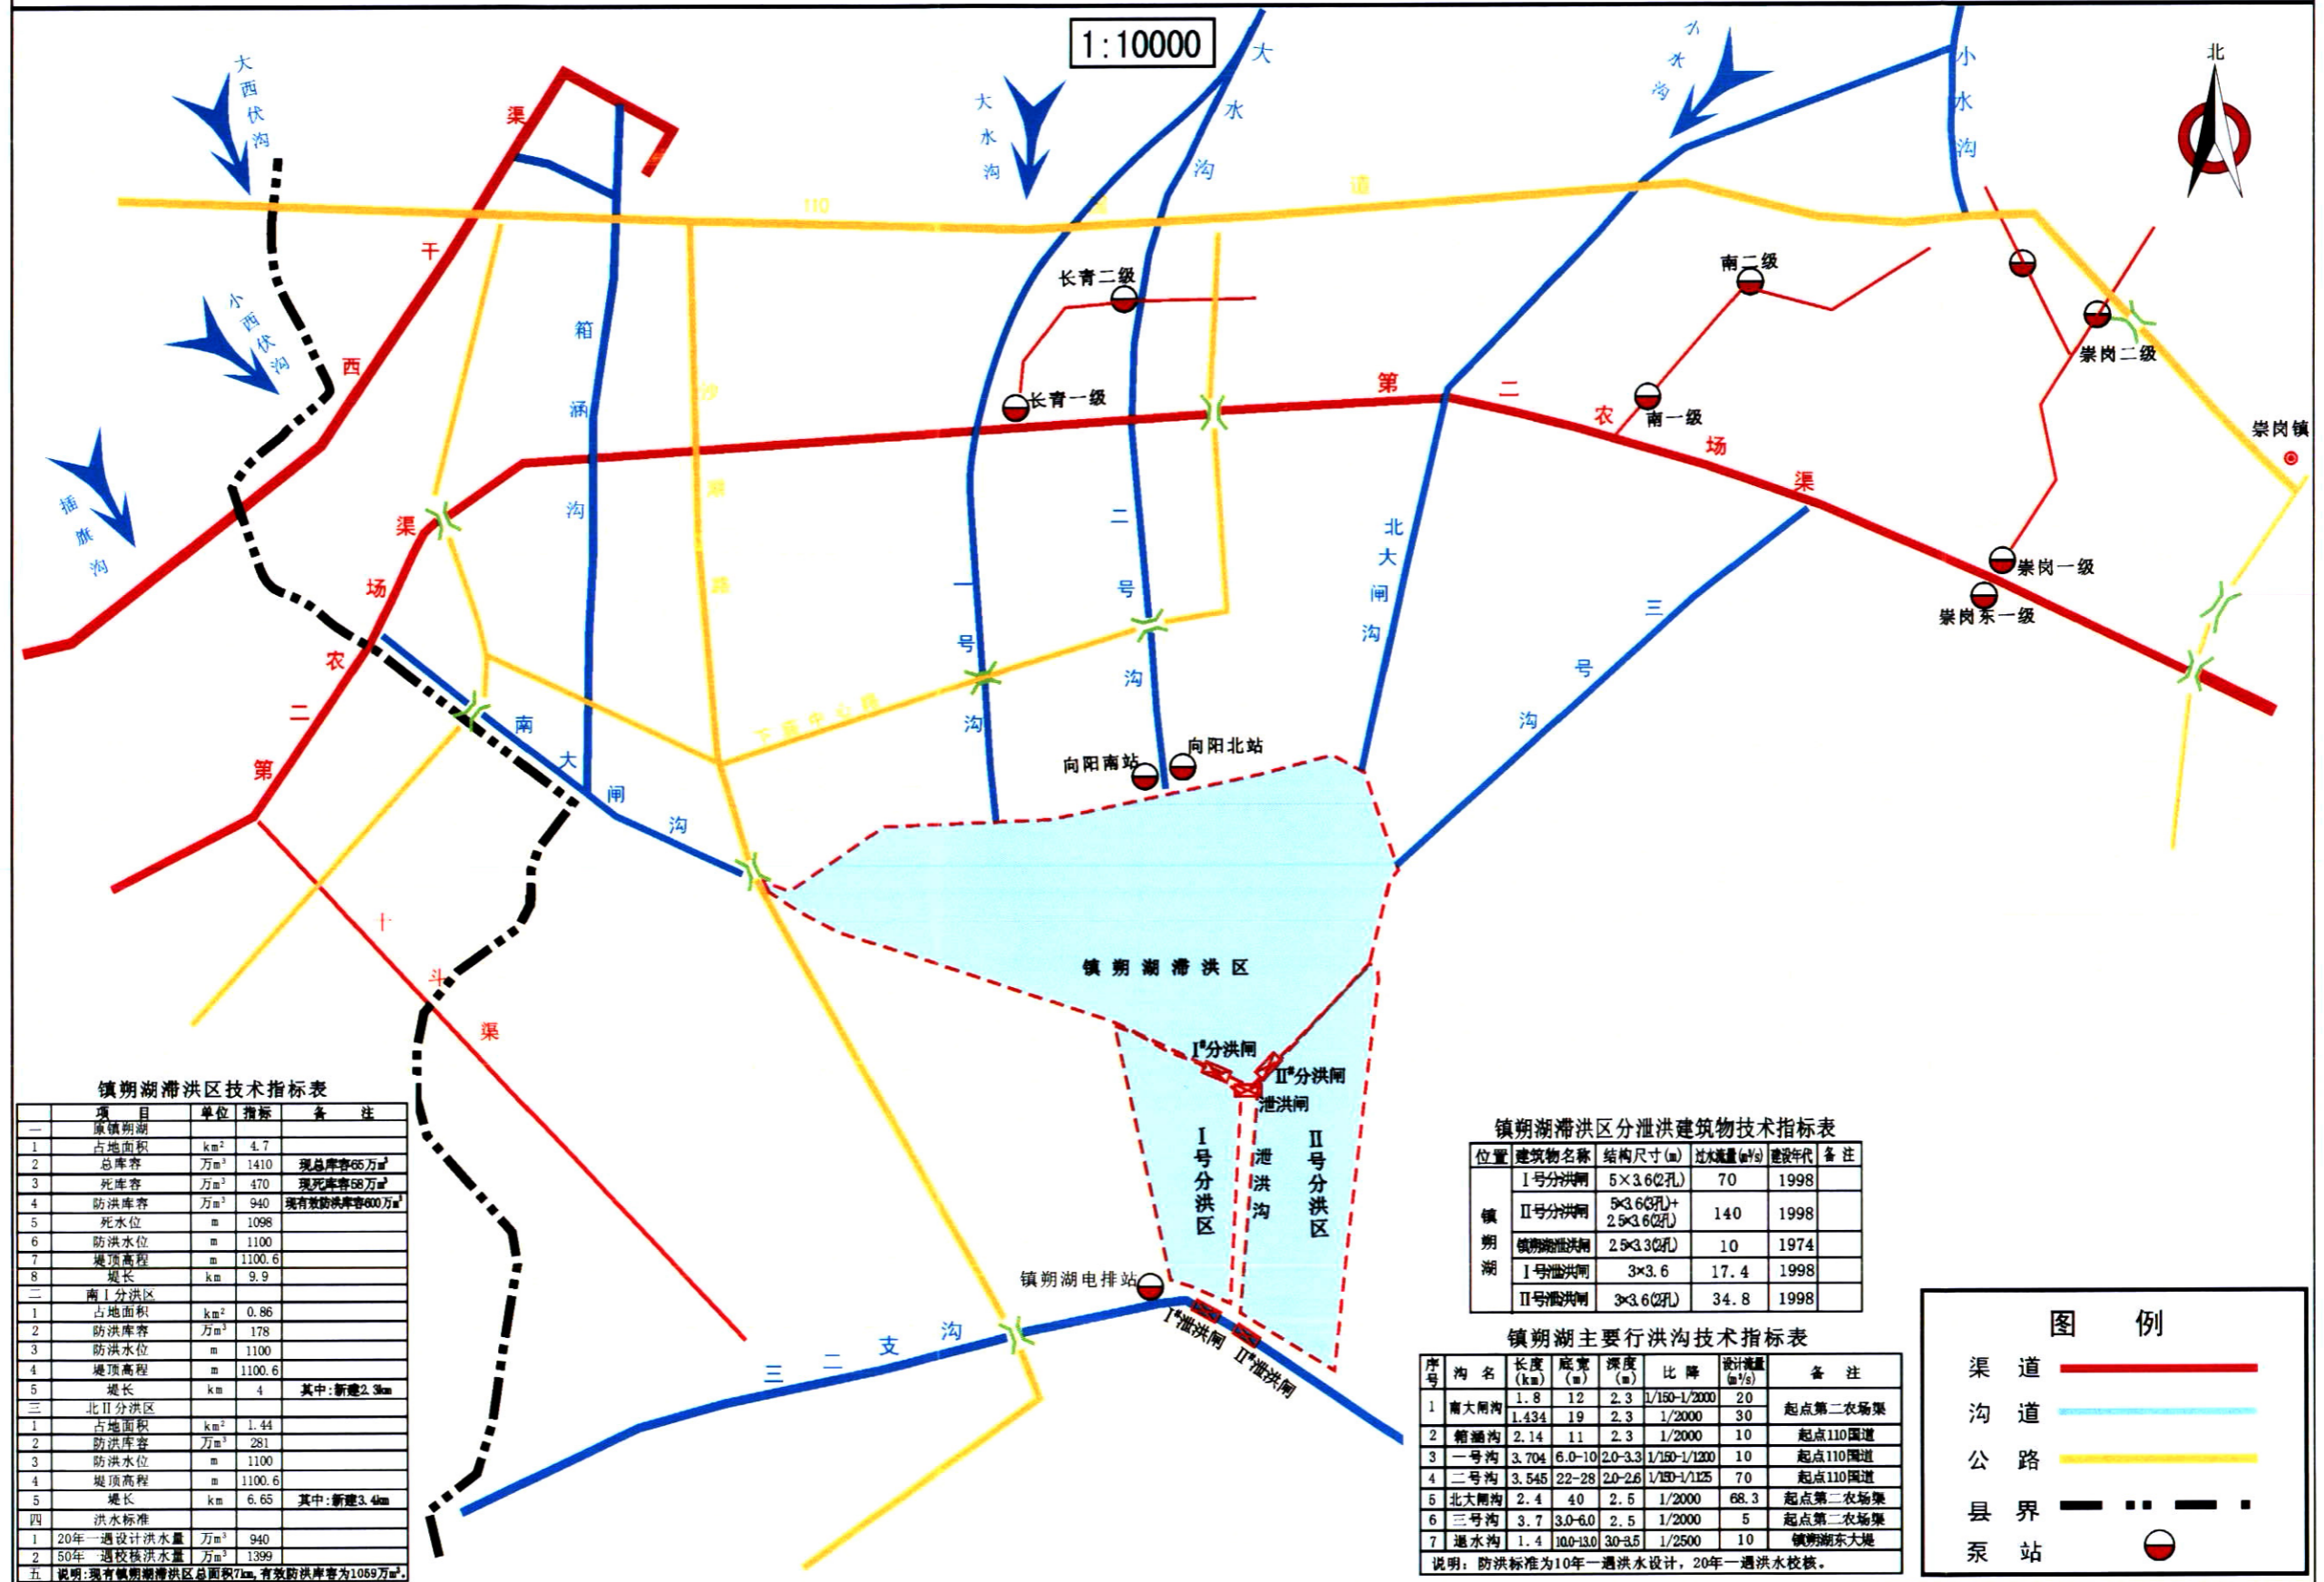 1:10000
北
大西伏沟
小西伏沟
插旗沟
大水沟
大水沟
小水沟
小水沟
110 国 道
渠
干
西
第二农场渠
第二农场渠
箱涵沟
沙湖路
长青二级
长青一级
南二级
南一级
崇岗二级
崇岗镇
崇岗一级
崇岗东一级
一号沟
二号沟
北大闸沟
三号沟
南大闸沟
下庙中心路
向阳南站
向阳北站
十斗渠
镇朔湖滞洪区
I#分洪闸
II#分洪闸
泄洪闸
I号分洪区
泄洪沟
II号分洪区
镇朔湖电排站
I#泄洪闸
II#泄洪闸
三二支沟
镇朔湖滞洪区技术指标表
项 目 单位 指标 备 注
一 原镇朔湖
1 占地面积 km² 4.7
2 总库容 万m³ 1410 现总库容65万m³
3 死库容 万m³ 470 现死库容58万m³
4 防洪库容 万m³ 940 现有效防洪库容600万m³
5 死水位 m 1098
6 防洪水位 m 1100
7 堤顶高程 m 1100.6
8 堤长 km 9.9
二 南I分洪区
1 占地面积 km² 0.86
2 防洪库容 万m³ 178
3 防洪水位 m 1100
4 堤顶高程 m 1100.6
5 堤长 km 4 其中:新建2.3km
三 北II分洪区
1 占地面积 km² 1.44
2 防洪库容 万m³ 281
3 防洪水位 m 1100
4 堤顶高程 m 1100.6
5 堤长 km 6.65 其中:新建3.4km
四 洪水标准
1 20年一遇设计洪水量 万m³ 940
2 50年一遇校核洪水量 万m³ 1399
五 说明:现有镇朔湖滞洪区总面积7km,有效防洪库容为1059万m³.
镇朔湖滞洪区分泄洪建筑物技术指标表
位置 建筑物名称 结构尺寸(m) 过水流量(m³/s) 建设年代 备注
镇朔湖
I号分洪闸 5×3.6(2孔) 70 1998
II号分洪闸 5×3.6(3孔)+2.5×3.6(2孔) 140 1998
镇朔湖泄洪闸 2.5×3.3(2孔) 10 1974
I号泄洪闸 3×3.6 17.4 1998
II号泄洪闸 3×3.6(2孔) 34.8 1998
镇朔湖主要行洪沟技术指标表
序号 沟名 长度(km) 底宽(m) 深度(m) 比降 设计流量(m³/s) 备 注
1 南大闸沟 1.8 12 2.3 1/150-1/2000 20 起点第二农场渠
1.434 19 2.3 1/2000 30
2 箱涵沟 2.14 11 2.3 1/2000 10 起点110国道
3 一号沟 3.704 6.0-10 2.0-3.3 1/150-1/1200 10 起点110国道
4 二号沟 3.545 22-28 2.0-2.6 1/150-1/1125 70 起点110国道
5 北大闸沟 2.4 40 2.5 1/2000 68.3 起点第二农场渠
6 三号沟 3.7 3.0-6.0 2.5 1/2000 5 起点第二农场渠
7 退水沟 1.4 10.0-13.0 3.0-3.5 1/2500 10 镇朔湖东大堤
说明：防洪标准为10年一遇洪水设计，20年一遇洪水校核。
图 例
渠 道
沟 道
公 路
县 界
泵 站